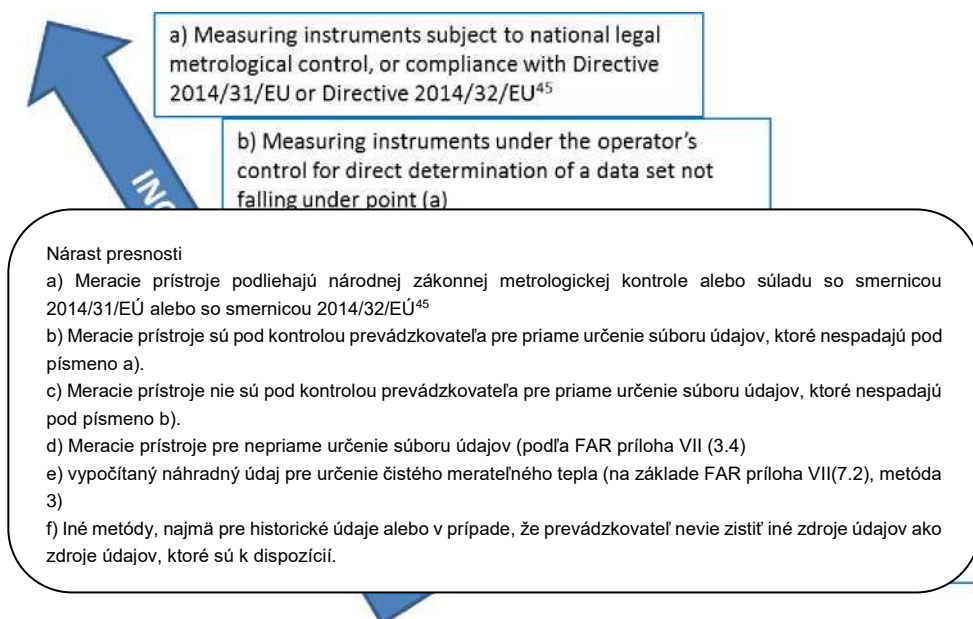 a) Measuring instruments subject to national legal
metrological control, or compliance with Directive
2014/31/EU or Directive 2014/32/EU⁴⁵
b) Measuring instruments under the operator's
control for direct determination of a data set not
falling under point (a)
Nárast presnosti
a) Meracie prístroje podliehajú národnej zákonnej metrologickej kontrole alebo súladu so smernicou
2014/31/EÚ alebo so smernicou 2014/32/EÚ⁴⁵
b) Meracie prístroje sú pod kontrolou prevádzkovateľa pre priame určenie súboru údajov, ktoré nespadajú pod
písmeno a).
c) Meracie prístroje nie sú pod kontrolou prevádzkovateľa pre priame určenie súboru údajov, ktoré nespadajú
pod písmeno b).
d) Meracie prístroje pre nepriame určenie súboru údajov (podľa FAR príloha VII (3.4)
e) vypočítaný náhradný údaj pre určenie čistého merateľného tepla (na základe FAR príloha VII(7.2), metóda
3)
f) Iné metódy, najmä pre historické údaje alebo v prípade, že prevádzkovateľ nevie zistiť iné zdroje údajov ako
zdroje údajov, ktoré sú k dispozícií.